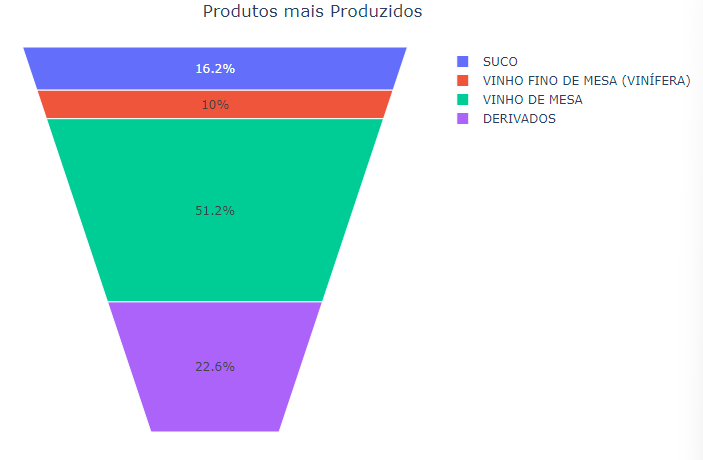 Produtos mais Produzidos
16.2%
10%
51.2%
22.6%
SUCO
VINHO FINO DE MESA (VINÍFERA)
VINHO DE MESA
DERIVADOS